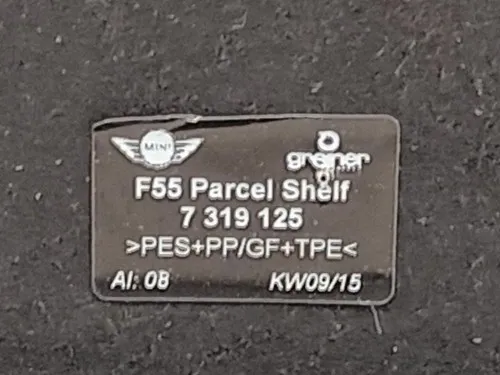 MINI
greiner
F55 Parcel Shelf
7 319 125
>PES+PP/GF+TPE<
AI: 08 KW09/15